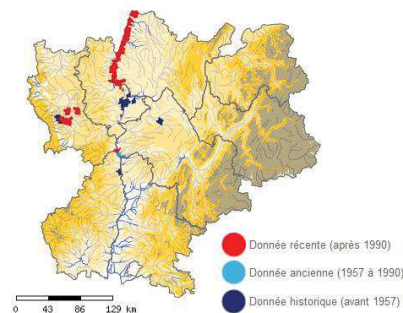 Donnée récente (après 1990)
Donnée ancienne (1957 à 1990)
Donnée historique (avant 1957)
0 43 86 129 km